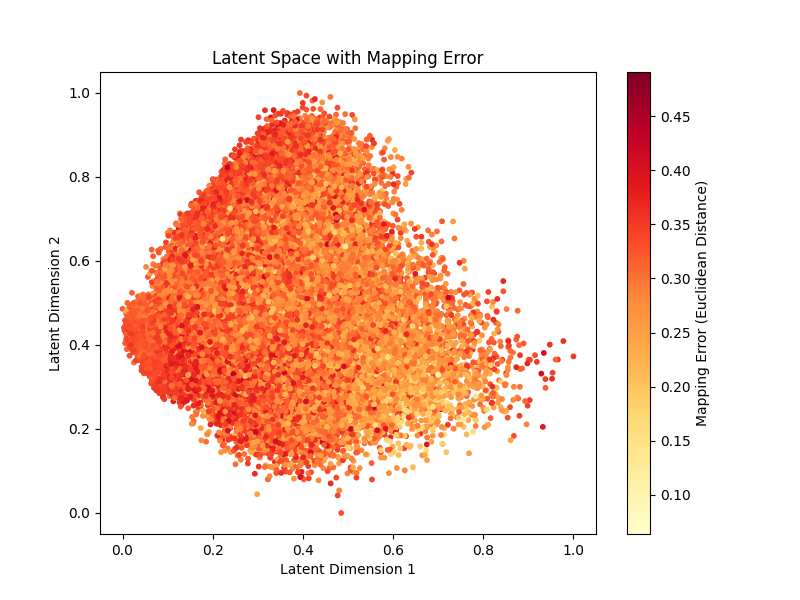 Latent Space with Mapping Error
1.0
0.8
0.6
0.4
0.2
0.0
Latent Dimension 2
0.0 0.2 0.4 0.6 0.8 1.0
Latent Dimension 1
0.45
0.40
0.35
0.30
0.25
0.20
0.15
0.10
Mapping Error (Euclidean Distance)